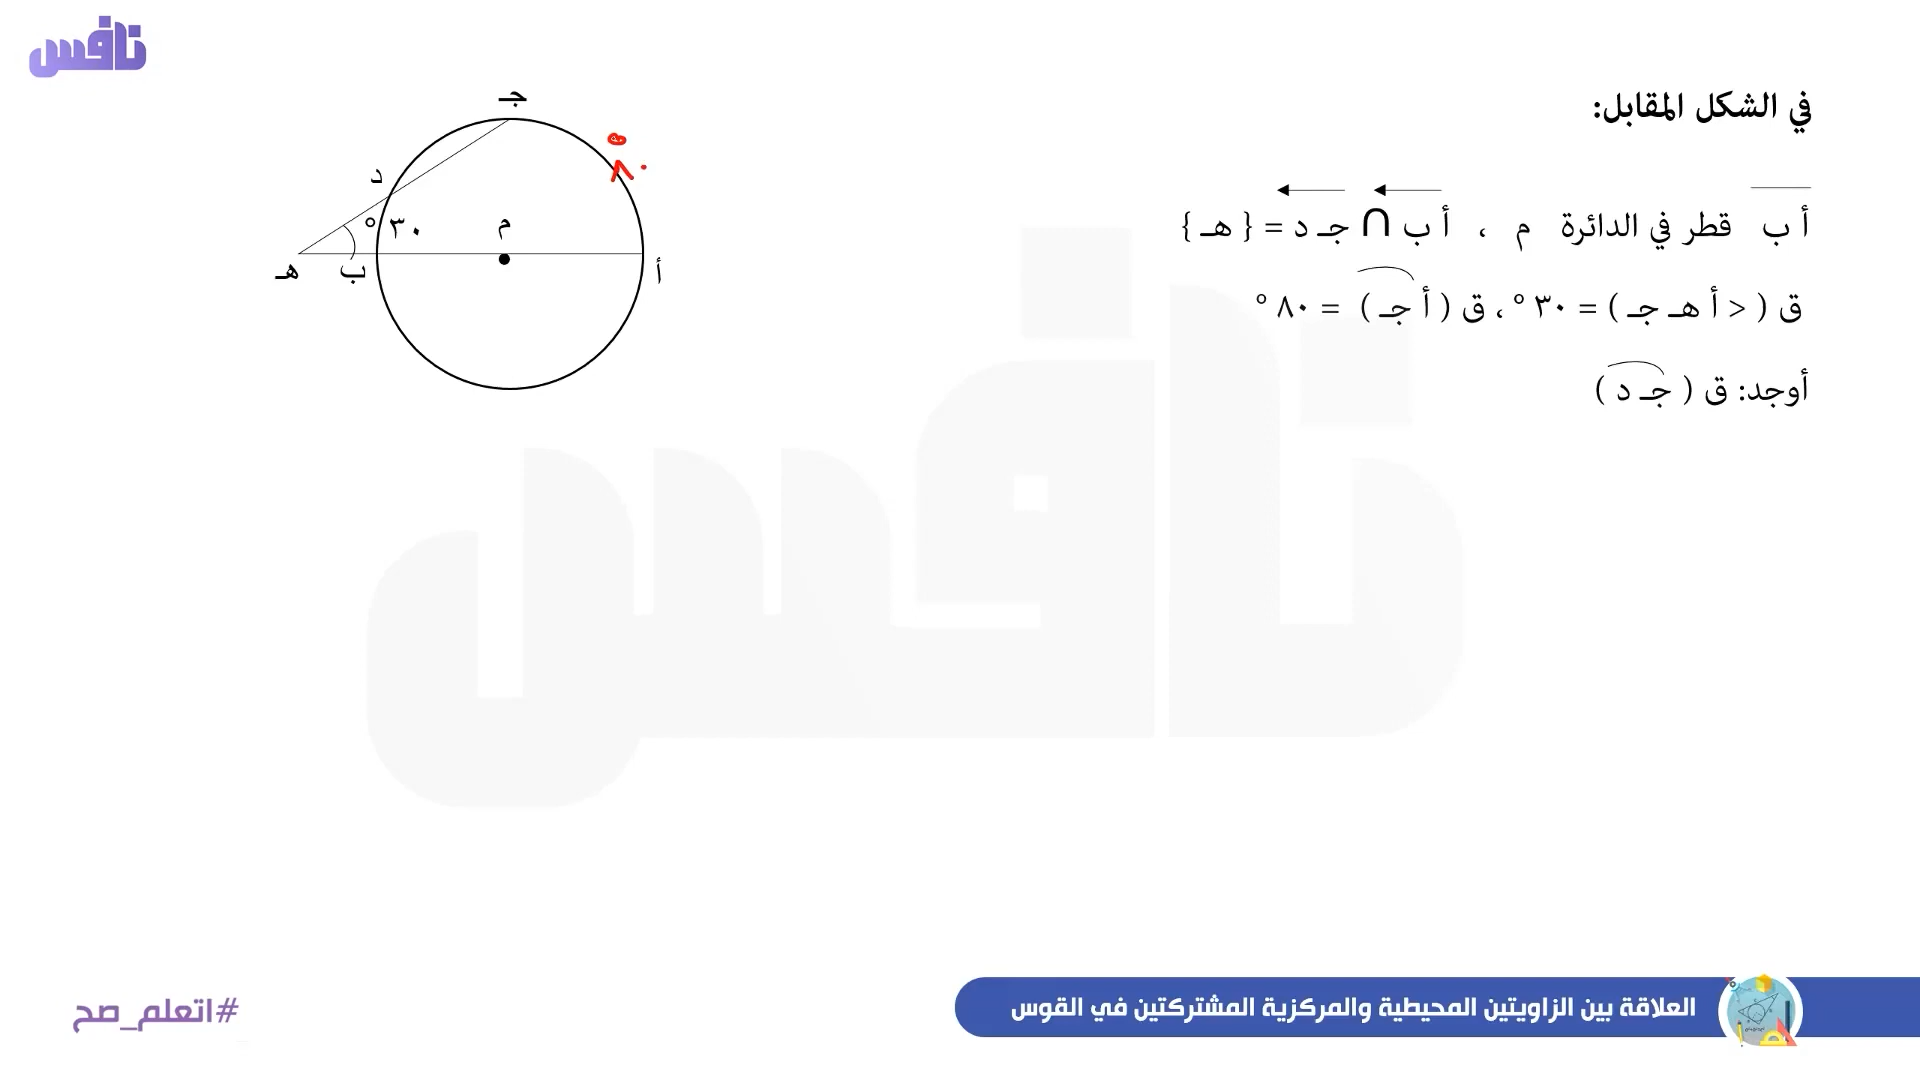 نافس
في الشكل المقابل:
أ ب قطر في الدائرة م ، أ ب ∩ جـ د = { هـ }
ق ( < أ هـ جـ ) = ٣٠ ° ، ق ( أ جـ ) = ٨٠ °
أوجد: ق ( جـ د )
جـ
٨٠°
د
٣٠ °
م
هـ
ب
أ
نافس
العلاقة بين الزاويتين المحيطية والمركزية المشتركتين في القوس
#اتعلم_صح